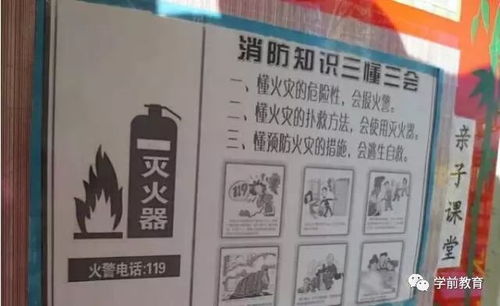 消防知识三懂三会
一、懂火灾的危险性，会报火警。
二、懂火灾的扑救方法，会使用灭火器。
三、懂预防火灾的措施，会逃生自救。
灭火器
火警电话:119
119
亲子课堂
学前教育